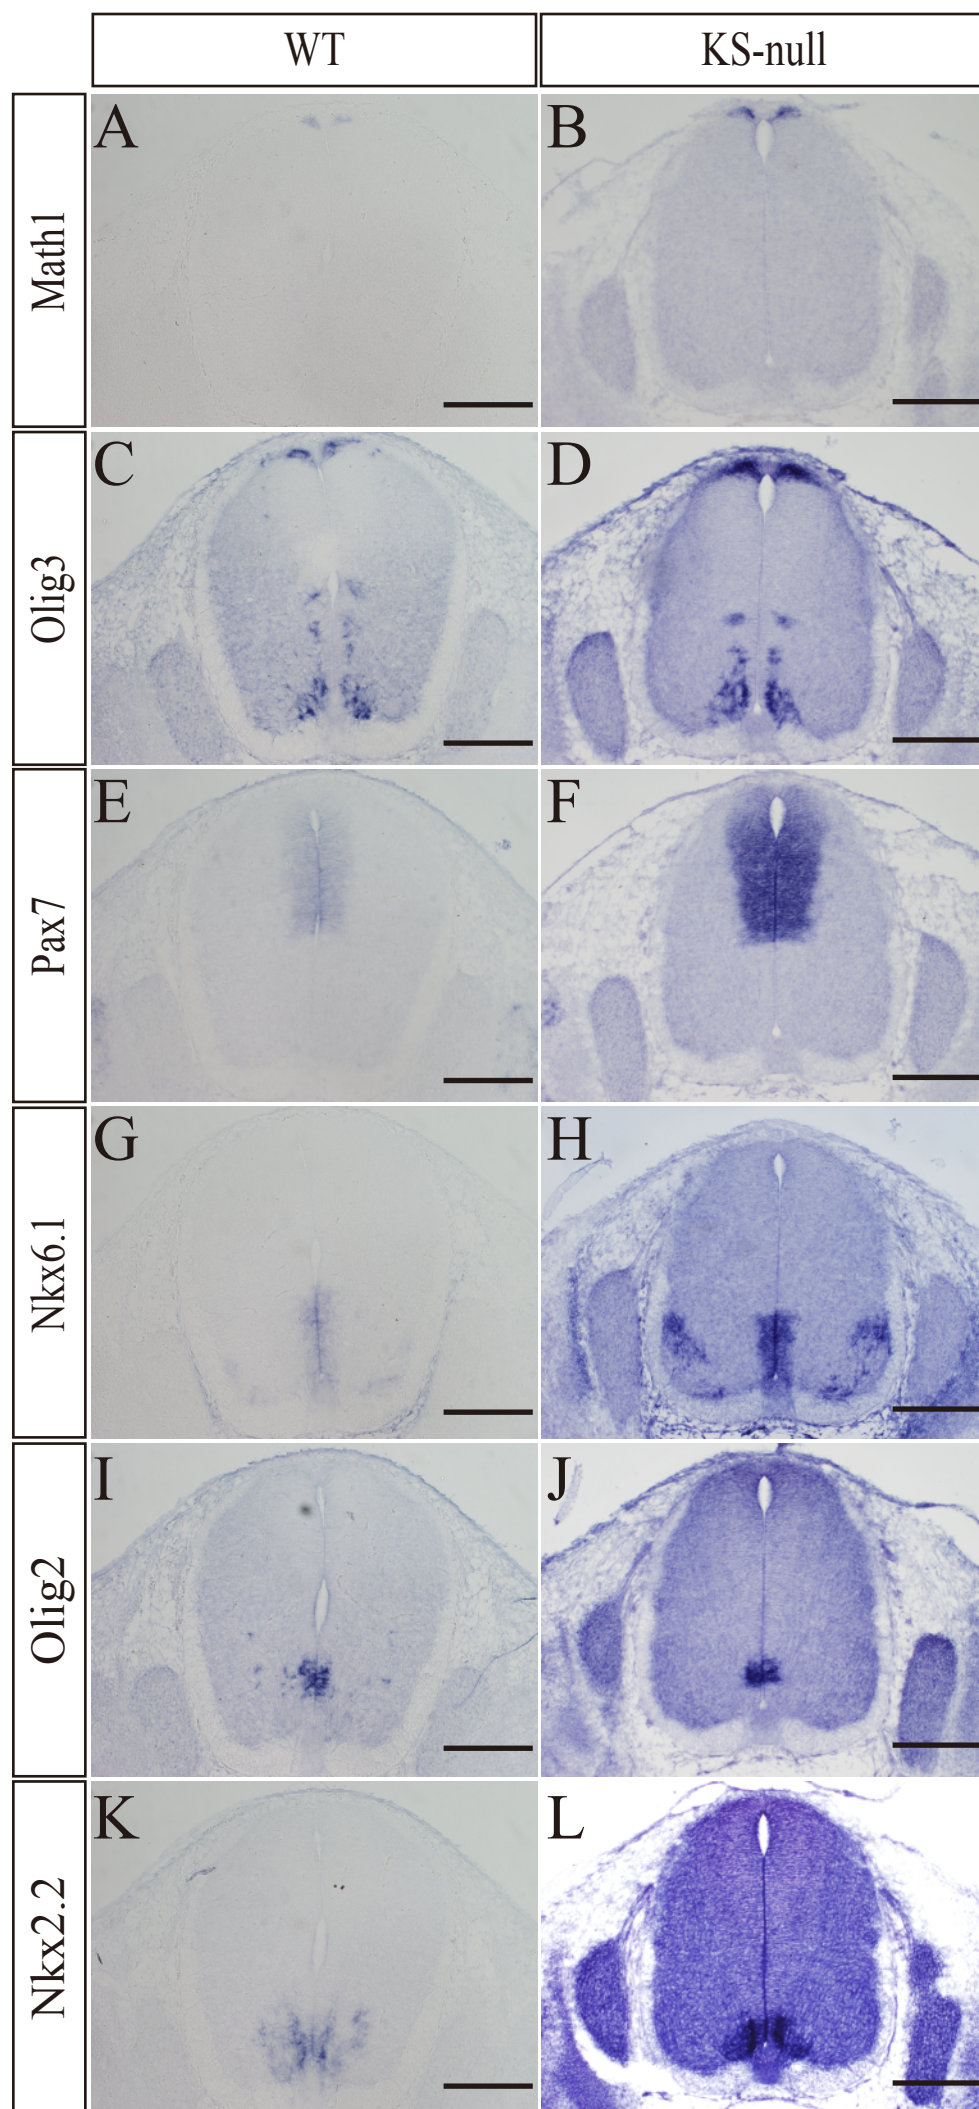 WT KS-null
Math1
A B
Olig3
C D
Pax7
E F
Nkx6.1
G H
Olig2
I J
Nkx2.2
K L